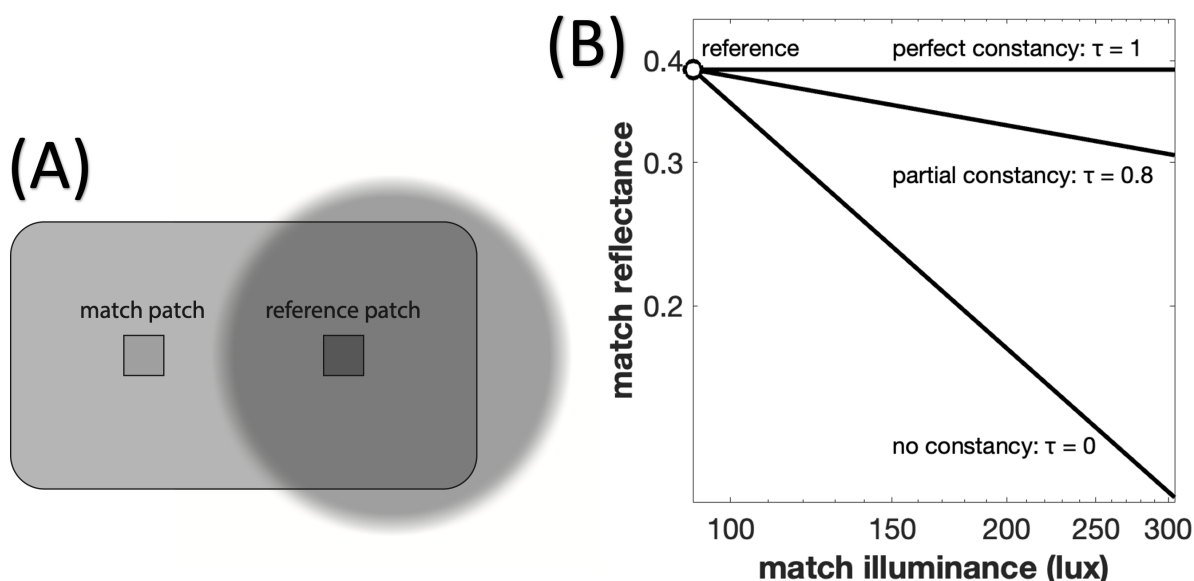 (A)
match patch
reference patch
(B)
reference
perfect constancy: τ = 1
partial constancy: τ = 0.8
no constancy: τ = 0
match reflectance
0.4
0.3
0.2
100
150
200
250
300
match illuminance (lux)